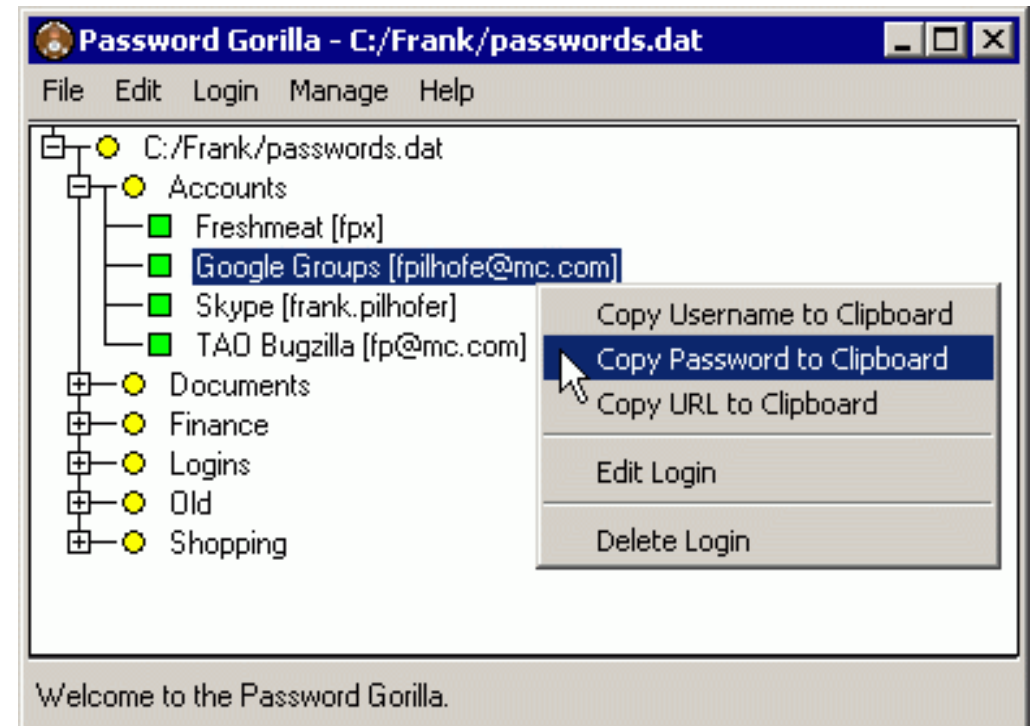 Password Gorilla - C:/Frank/passwords.dat
File Edit Login Manage Help
C:/Frank/passwords.dat
Accounts
Freshmeat [fpx]
Google Groups [fpilhofe@mc.com]
Skype [frank.pilhofer]
TAO Bugzilla [fp@mc.com]
Documents
Finance
Logins
Old
Shopping
Copy Username to Clipboard
Copy Password to Clipboard
Copy URL to Clipboard
Edit Login
Delete Login
Welcome to the Password Gorilla.